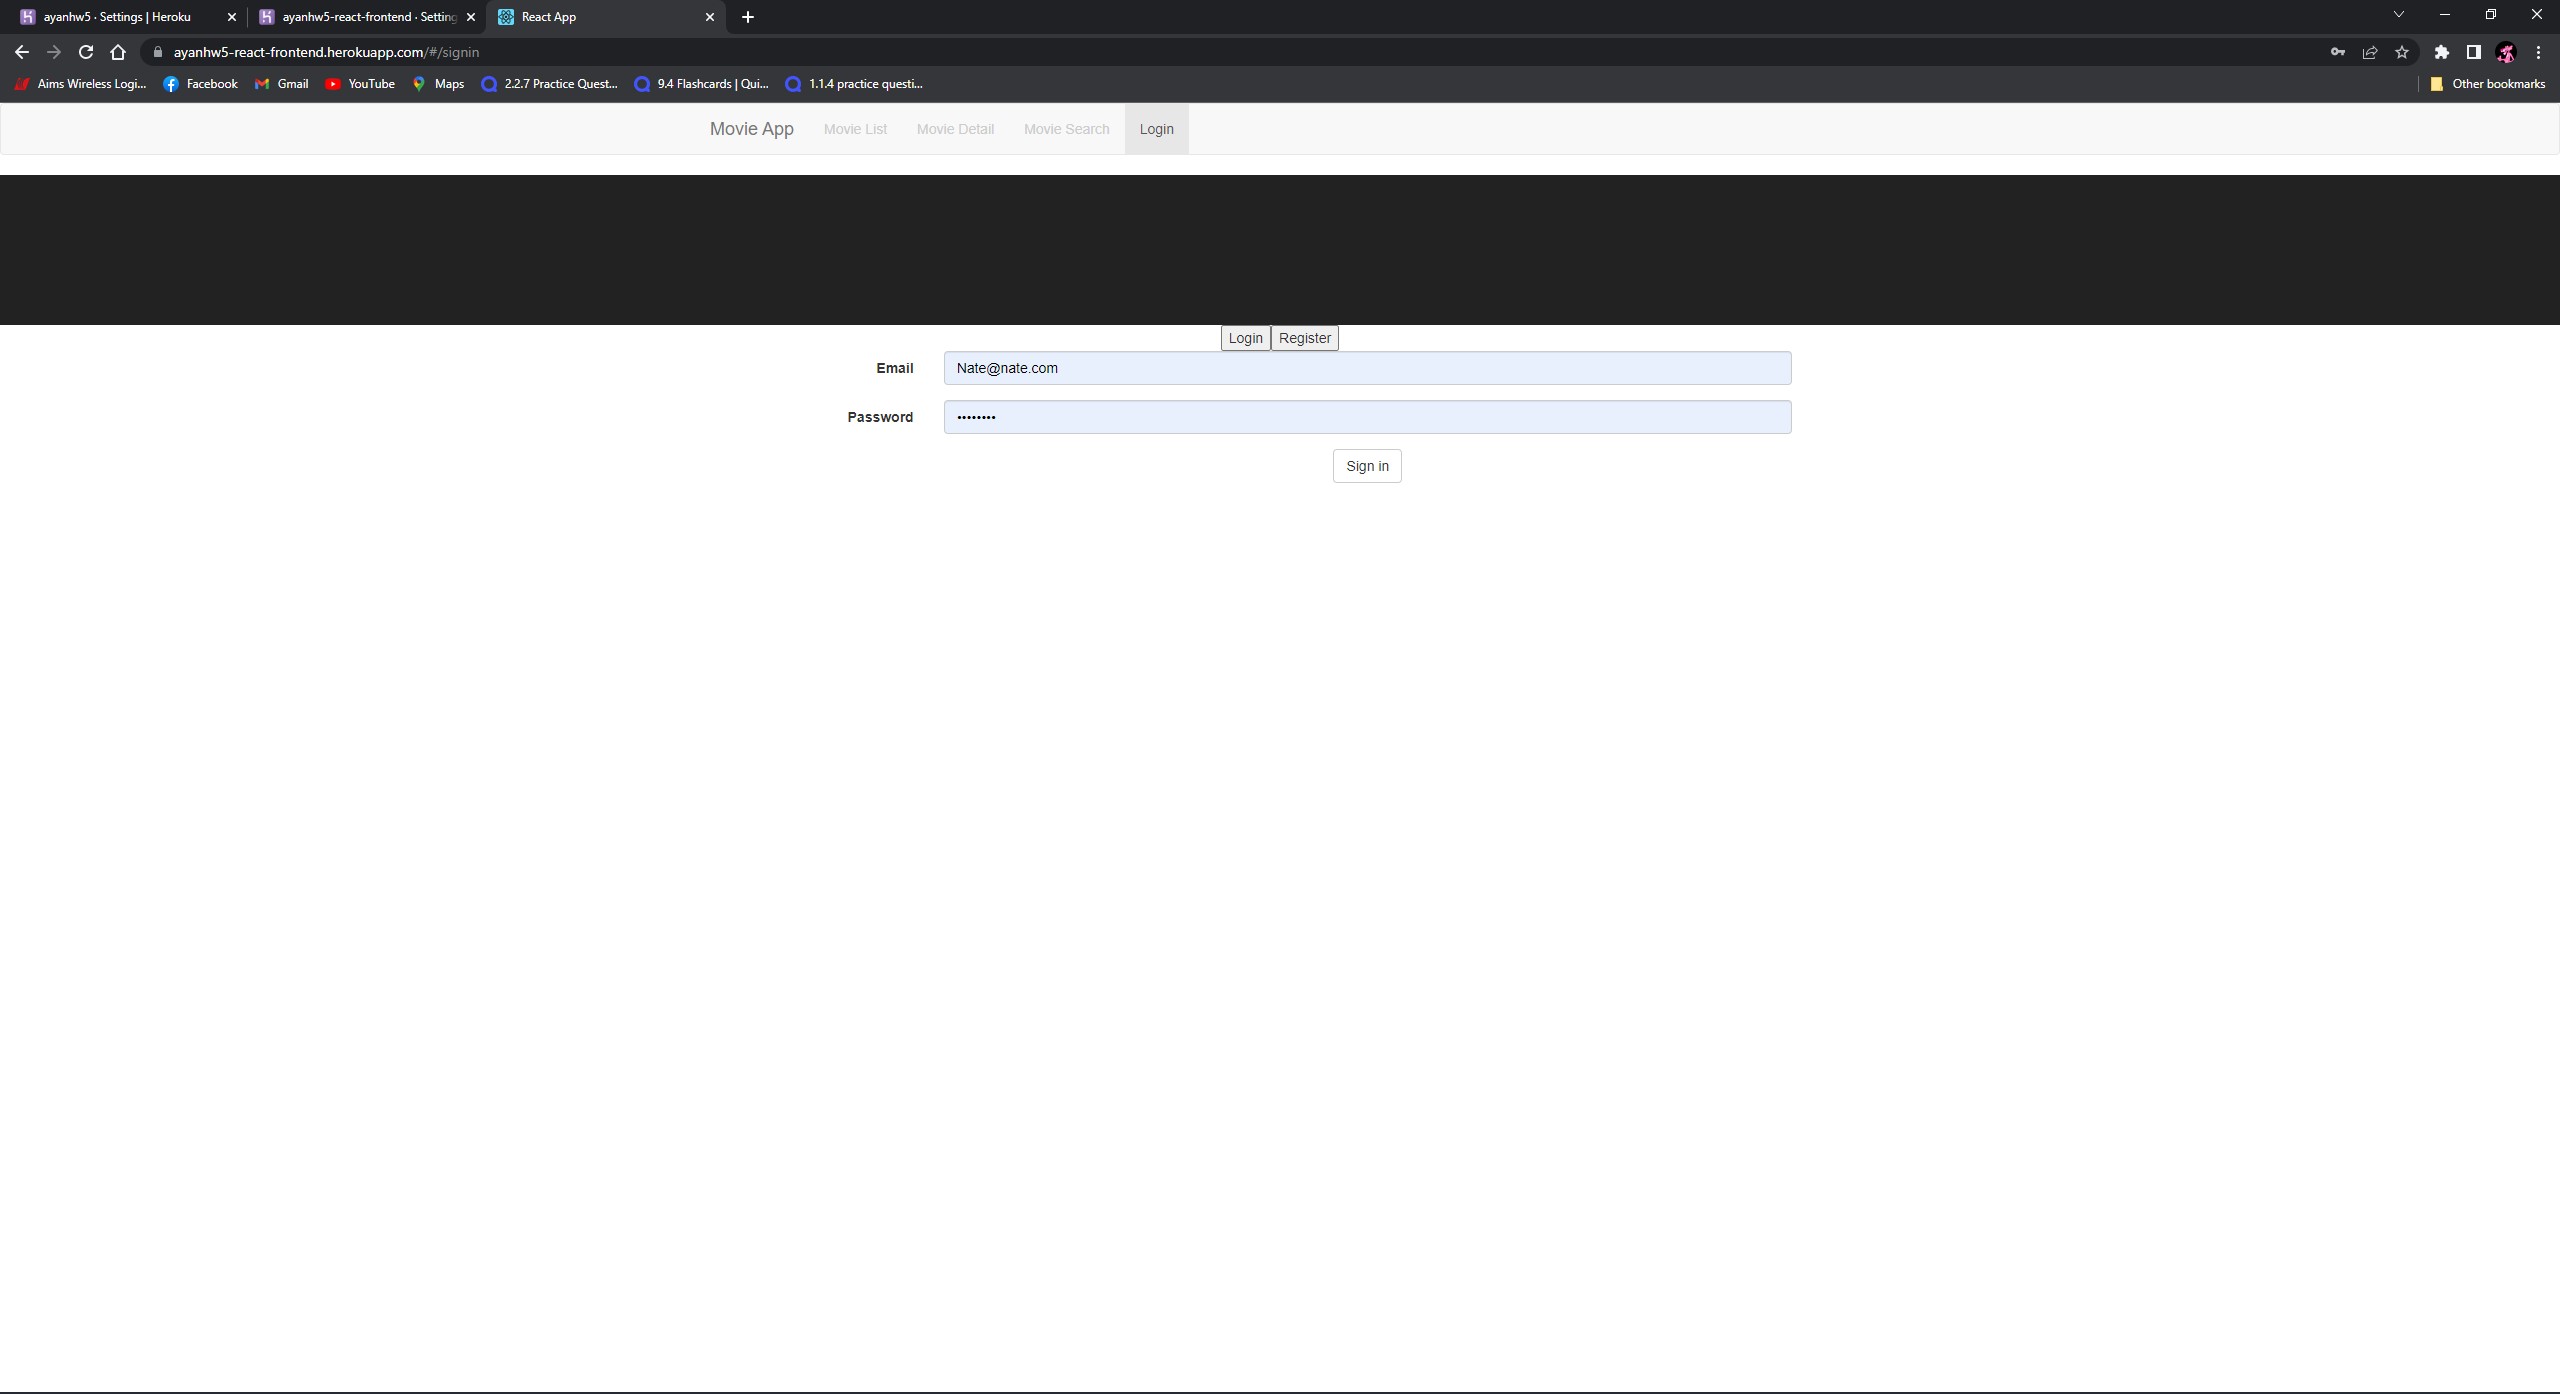 ayanhw5 · Settings | Heroku
ayanhw5-react-frontend · Setting
React App
ayanhw5-react-frontend.herokuapp.com/#/signin
Aims Wireless Logi...
Facebook
Gmail
YouTube
Maps
2.2.7 Practice Quest...
9.4 Flashcards | Qui...
1.1.4 practice questi...
Other bookmarks
Movie App
Movie List
Movie Detail
Movie Search
Login
Login
Register
Email
Nate@nate.com
Password
••••••••
Sign in